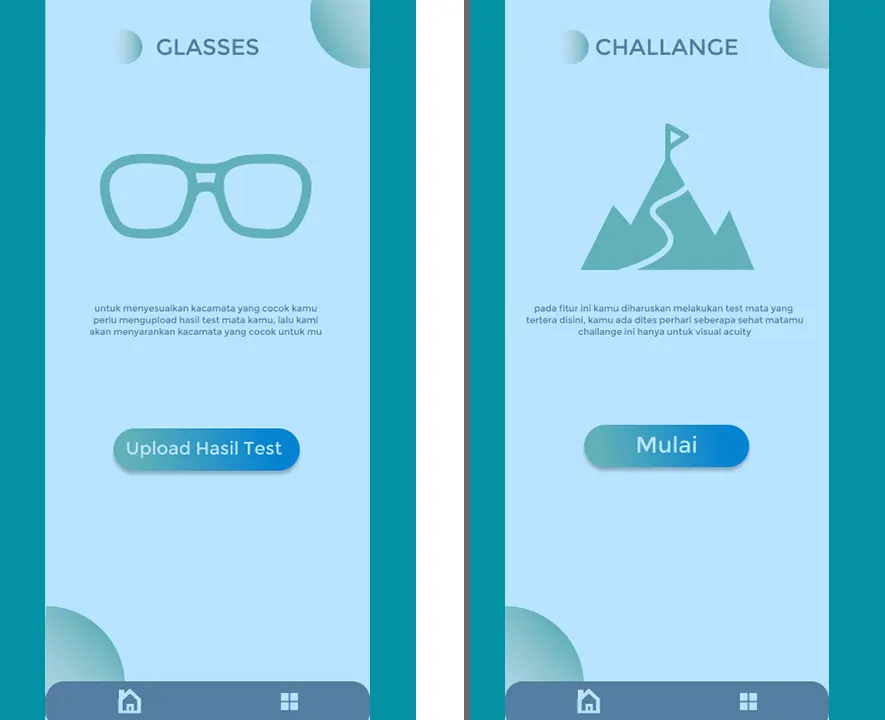 GLASSES
untuk menyesuaikan kacamata yang cocok kamu
perlu mengupload hasil test mata kamu, lalu kami
akan menyarankan kacamata yang cocok untuk mu
Upload Hasil Test
CHALLANGE
pada fitur ini kamu diharuskan melakukan test mata yang
tertera disini, kamu ada dites perhari seberapa sehat matamu
challange ini hanya untuk visual acuity
Mulai